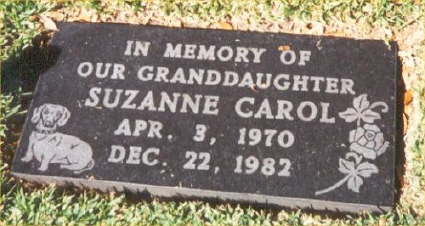 IN MEMORY OF
OUR GRANDDAUGHTER
SUZANNE CAROL
APR. 3, 1970
DEC. 22, 1982